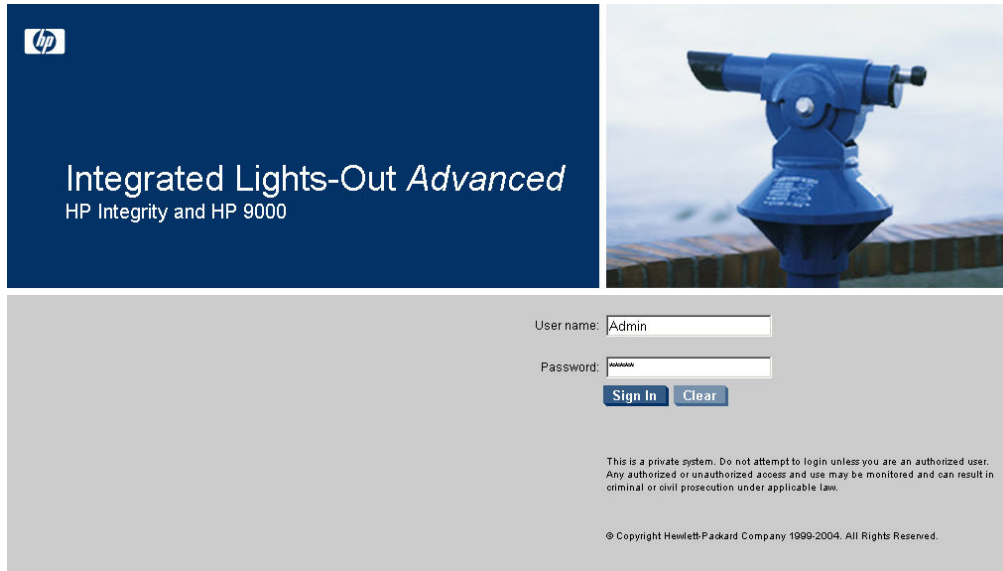 hp
Integrated Lights-Out Advanced
HP Integrity and HP 9000
User name: Admin
Password: *****
Sign In Clear
This is a private system. Do not attempt to login unless you are an authorized user.
Any authorized or unauthorized access and use may be monitored and can result in
criminal or civil prosecution under applicable law.
© Copyright Hewlett-Packard Company 1999-2004. All Rights Reserved.